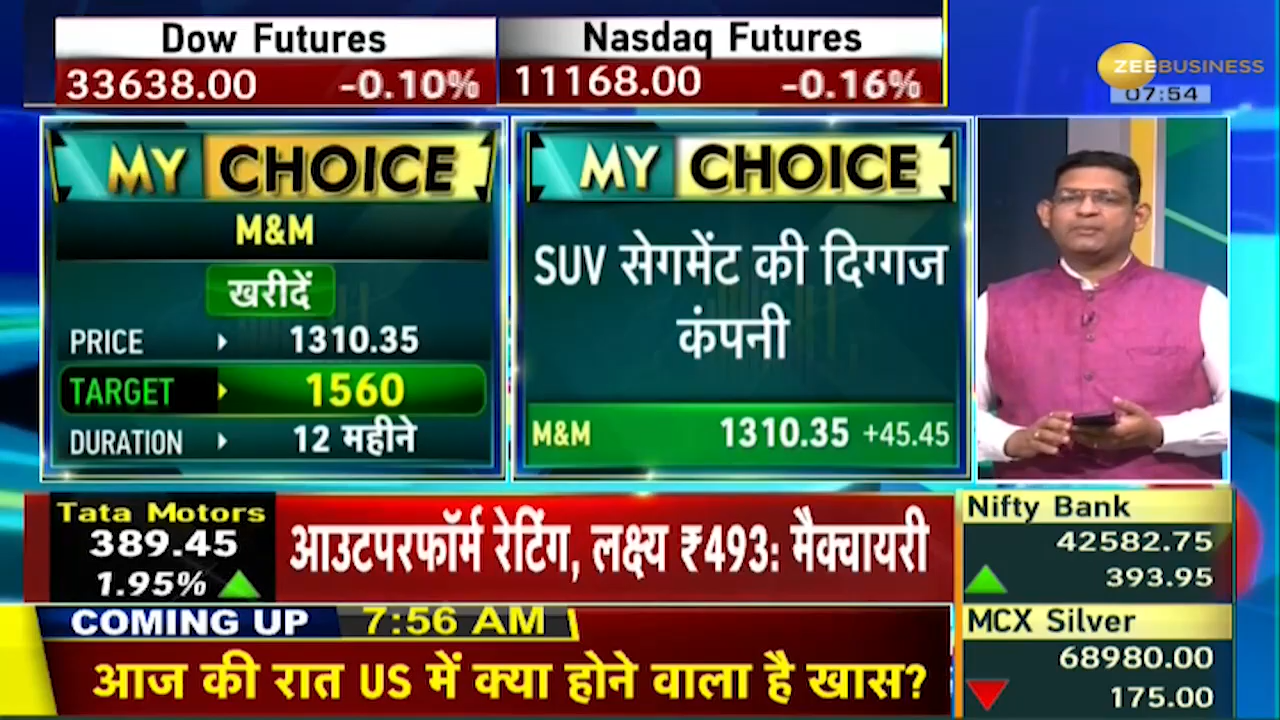 Dow Futures
33638.00 -0.10%
Nasdaq Futures
11168.00 -0.16%
ZEEBUSINESS
07:54
MY CHOICE
M&M
खरीदें
PRICE 1310.35
TARGET 1560
DURATION 12 महीने
MY CHOICE
SUV सेगमेंट की दिग्गज
कंपनी
M&M 1310.35 +45.45
Tata Motors
389.45
1.95%
आउटपरफॉर्म रेटिंग, लक्ष्य ₹493: मैक्वायरी
Nifty Bank
42582.75
393.95
COMING UP 7:56 AM
आज की रात US में क्या होने वाला है खास?
MCX Silver
68980.00
175.00